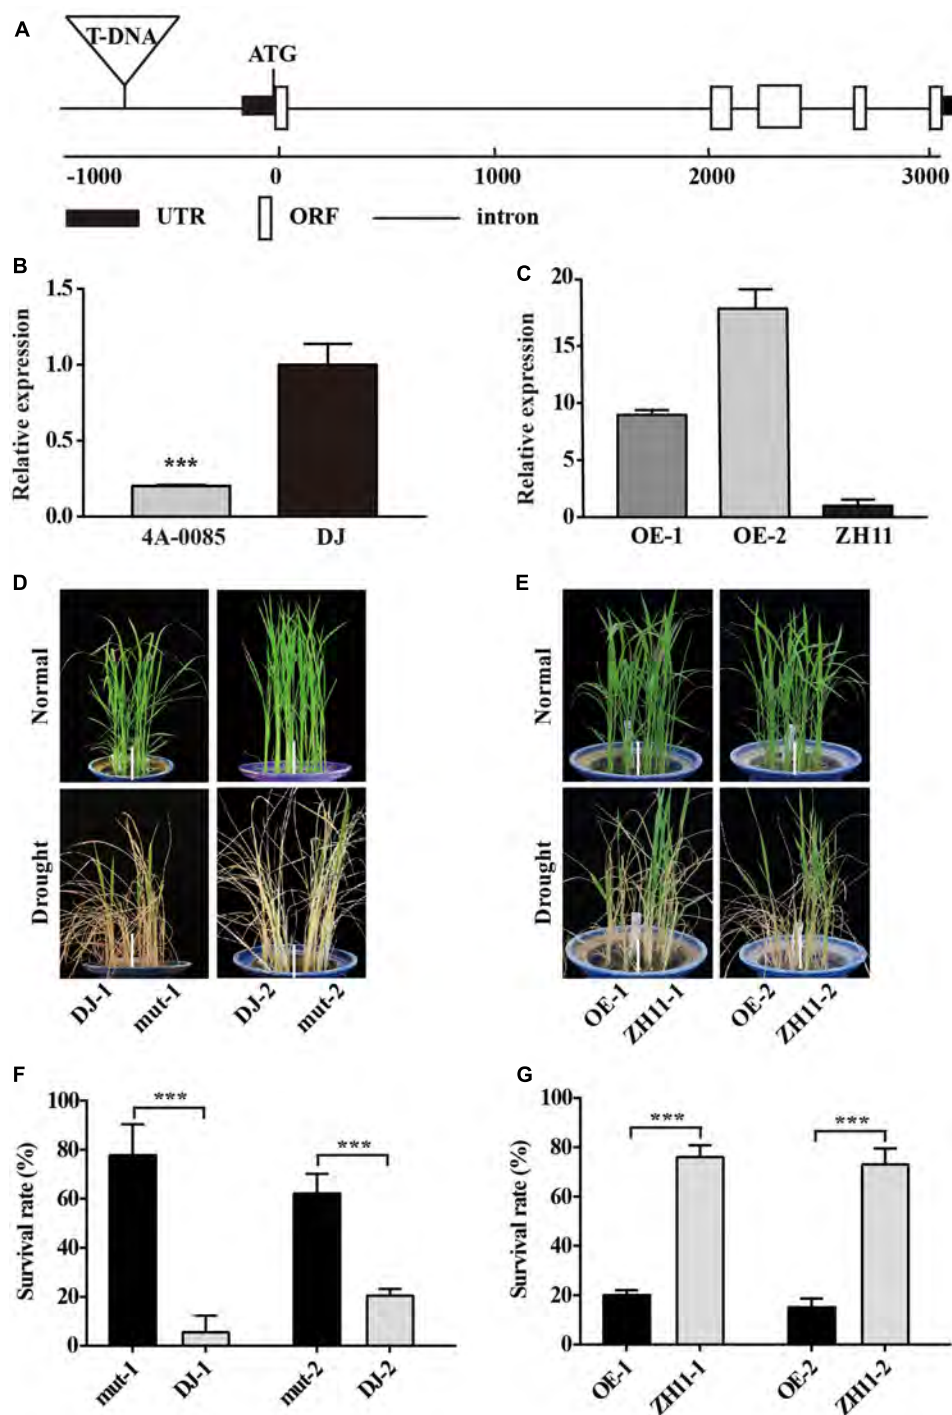 A
T-DNA
ATG
-1000 0 1000 2000 3000
UTR ORF intron
B
Relative expression
1.5
1.0
0.5
0.0
***
4A-0085 DJ
C
Relative expression
20
15
10
5
0
OE-1 OE-2 ZH11
D
Normal
Drought
DJ-1 mut-1 DJ-2 mut-2
E
Normal
Drought
OE-1 ZH11-1 OE-2 ZH11-2
F
Survival rate (%)
100
80
60
40
20
0
*** ***
mut-1 DJ-1 mut-2 DJ-2
G
Survival rate (%)
100
80
60
40
20
0
*** ***
OE-1 ZH11-1 OE-2 ZH11-2